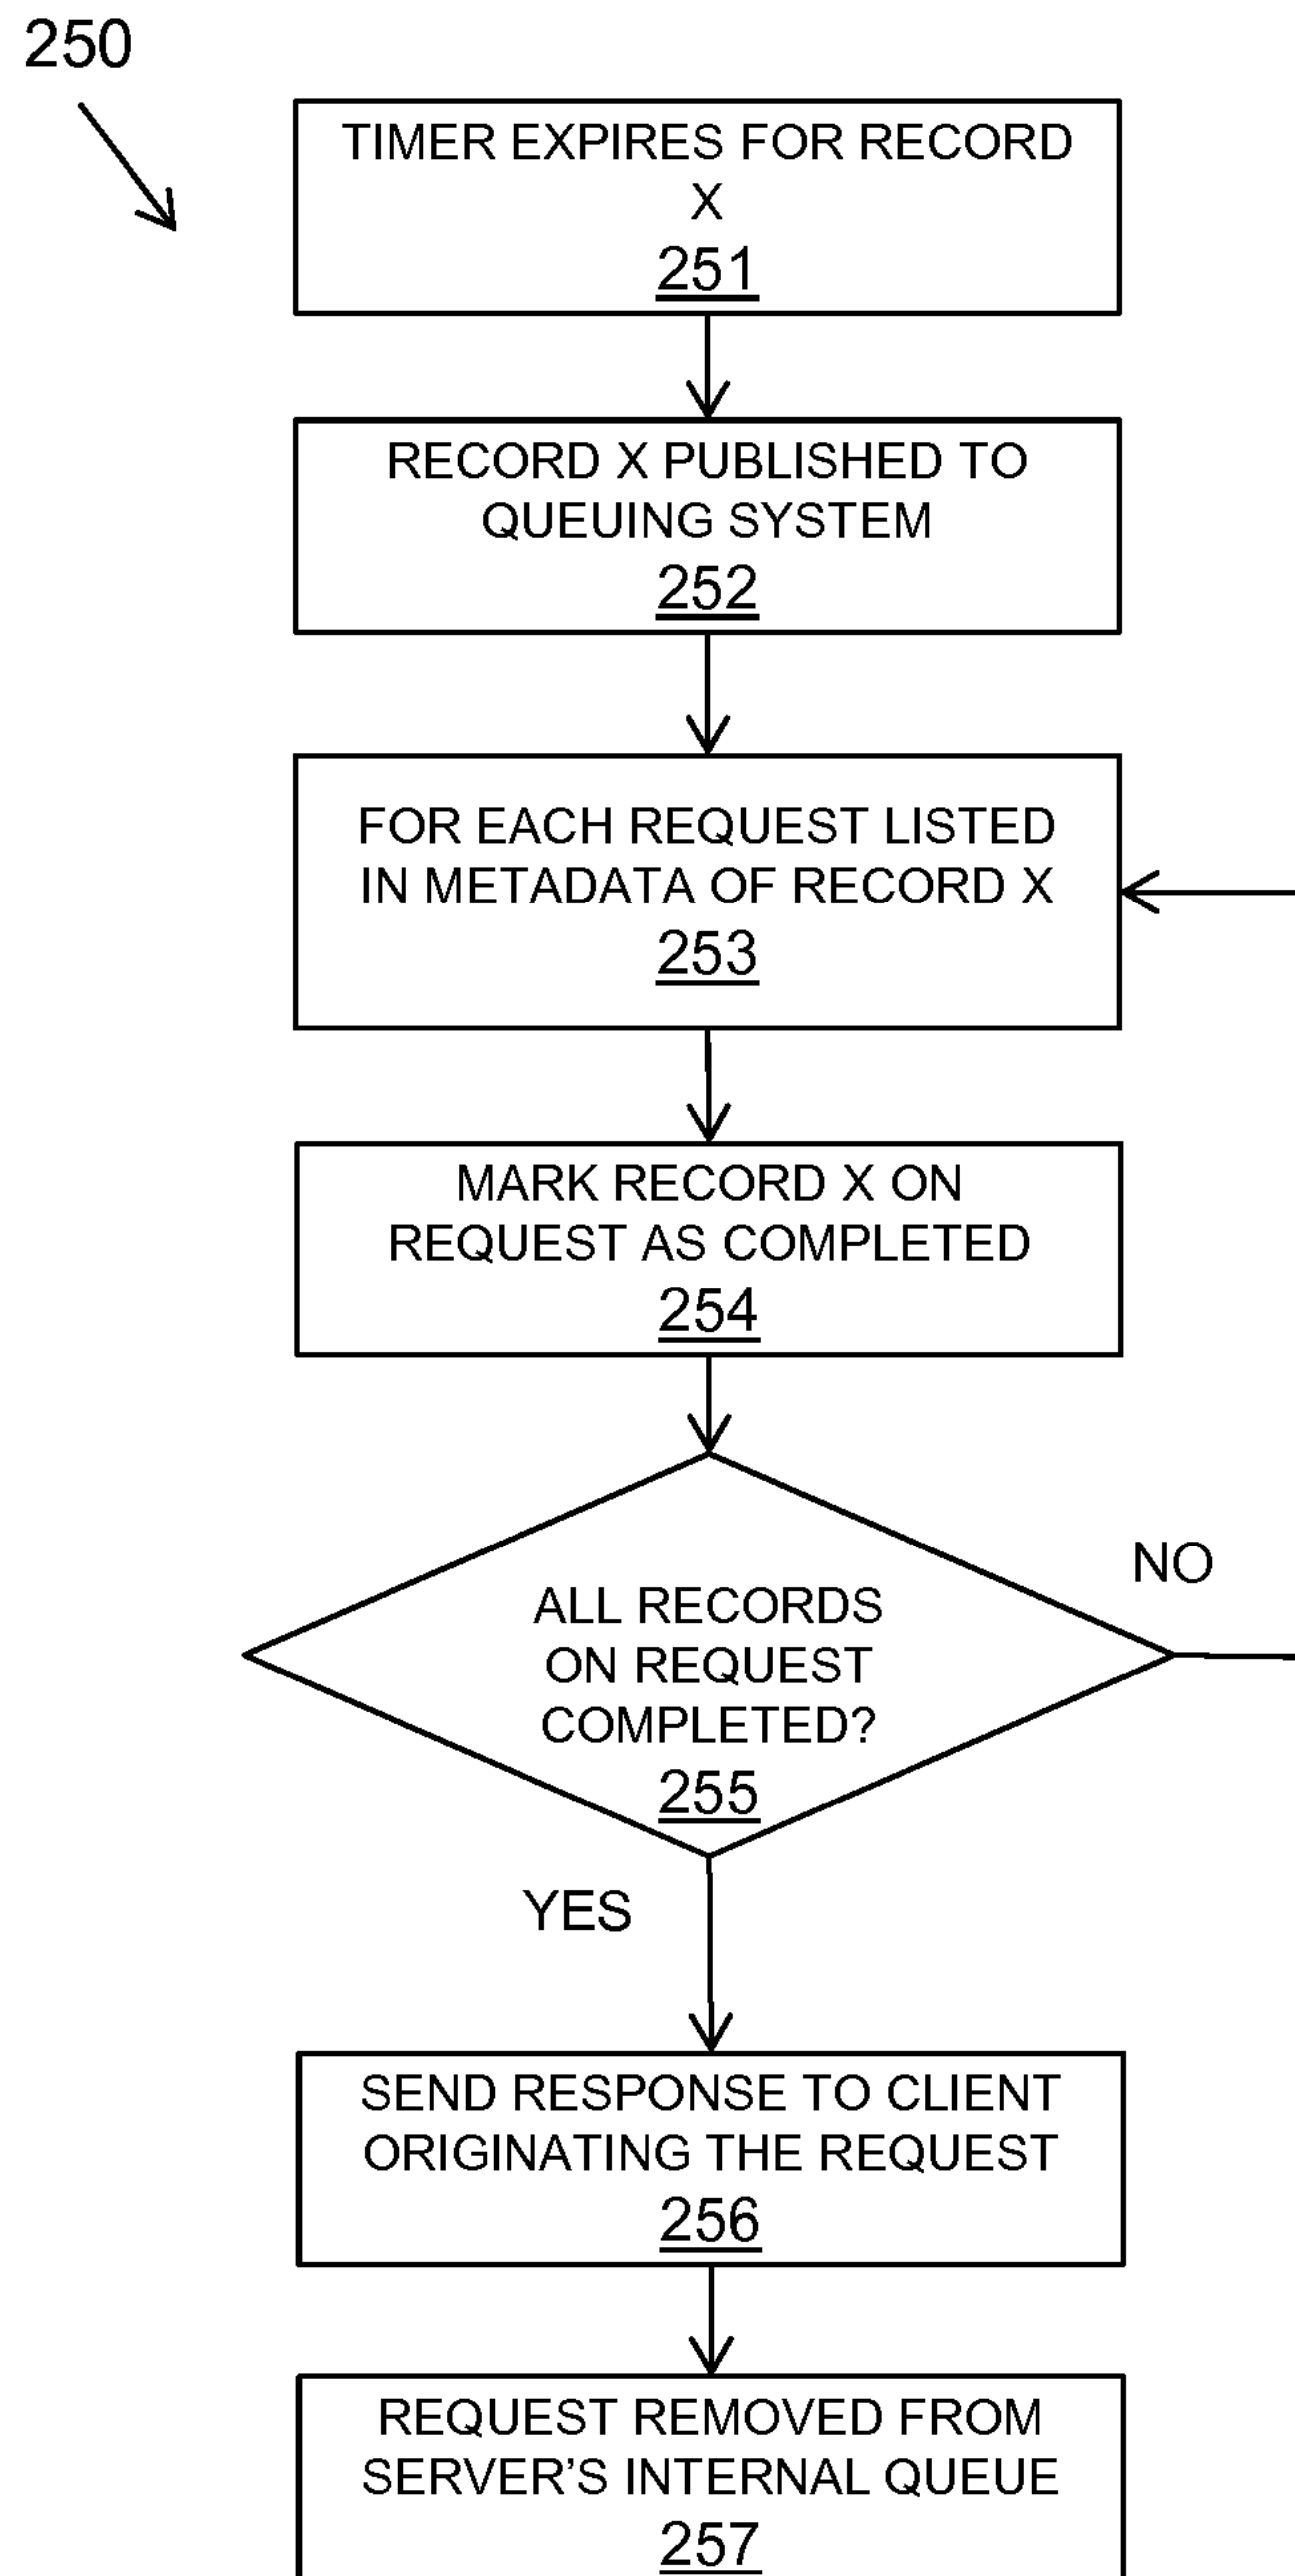 250
TIMER EXPIRES FOR RECORD
X
251
RECORD X PUBLISHED TO
QUEUING SYSTEM
252
FOR EACH REQUEST LISTED
IN METADATA OF RECORD X
253
MARK RECORD X ON
REQUEST AS COMPLETED
254
ALL RECORDS
ON REQUEST
COMPLETED?
255
NO
YES
SEND RESPONSE TO CLIENT
ORIGINATING THE REQUEST
256
REQUEST REMOVED FROM
SERVER’S INTERNAL QUEUE
257